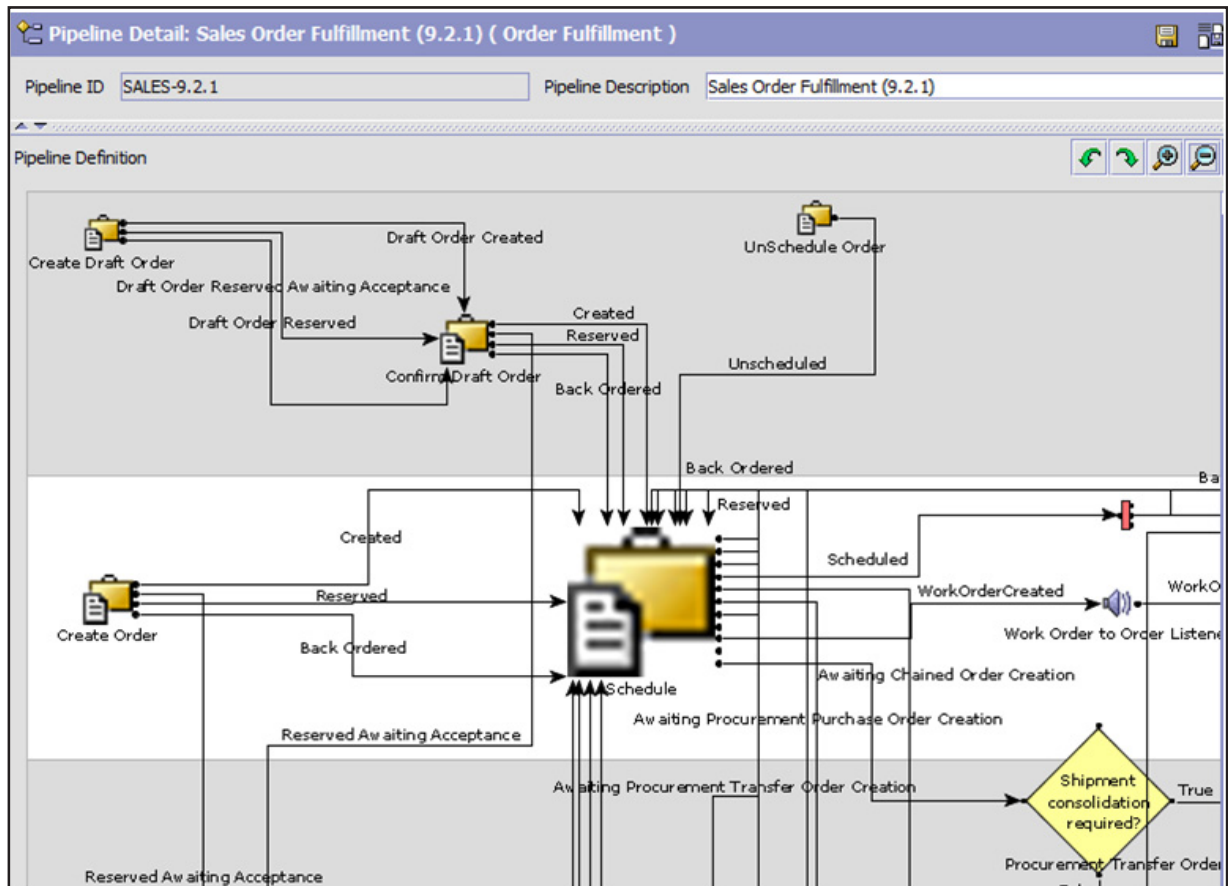 Pipeline Detail: Sales Order Fulfillment (9.2.1) ( Order Fulfillment )
Pipeline ID SALES-9.2.1 Pipeline Description Sales Order Fulfillment (9.2.1)
Pipeline Definition
Draft Order Created
UnSchedule Order
Create Draft Order
Draft Order Reserved Awaiting Acceptance
Draft Order Reserved
Created
Reserved
Unscheduled
Confirm Draft Order
Back Ordered
Back Ordered
Ba
Reserved
Created
Scheduled
WorkOrderCreated
WorkO
Reserved
Create Order
Work Order to Order Listene
Back Ordered
Awaiting Chained Order Creation
Schedule
Awaiting Procurement Purchase Order Creation
Reserved Awaiting Acceptance
Awaiting Procurement Transfer Order Creation
Shipment
consolidation
required?
True
Procurement Transfer Order
Reserved Awaiting Acceptance